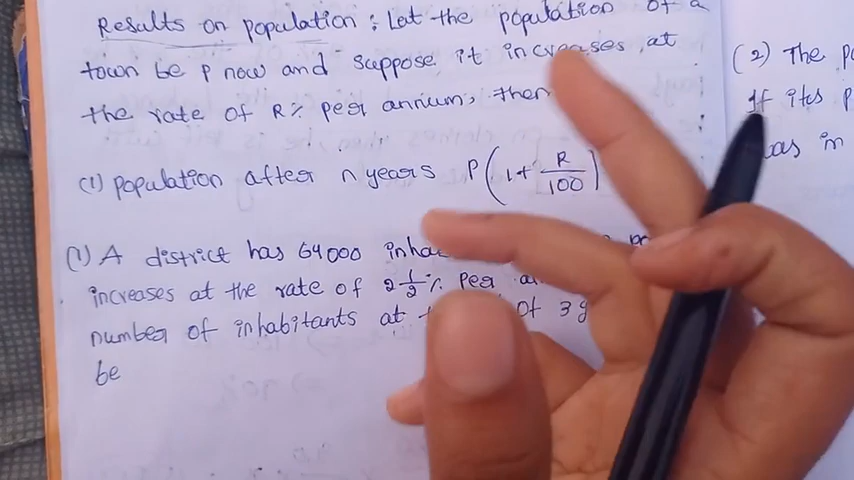 Results on population : Let the population of a
town be P now and suppose it increases at
the rate of R% per annum, then
(1) population after n years P(1+ R/100)
(1) A district has 64000
increases at the rate of 2 1/2 % per
number of inhabitants at of 3
be
(2) The
If its
has in